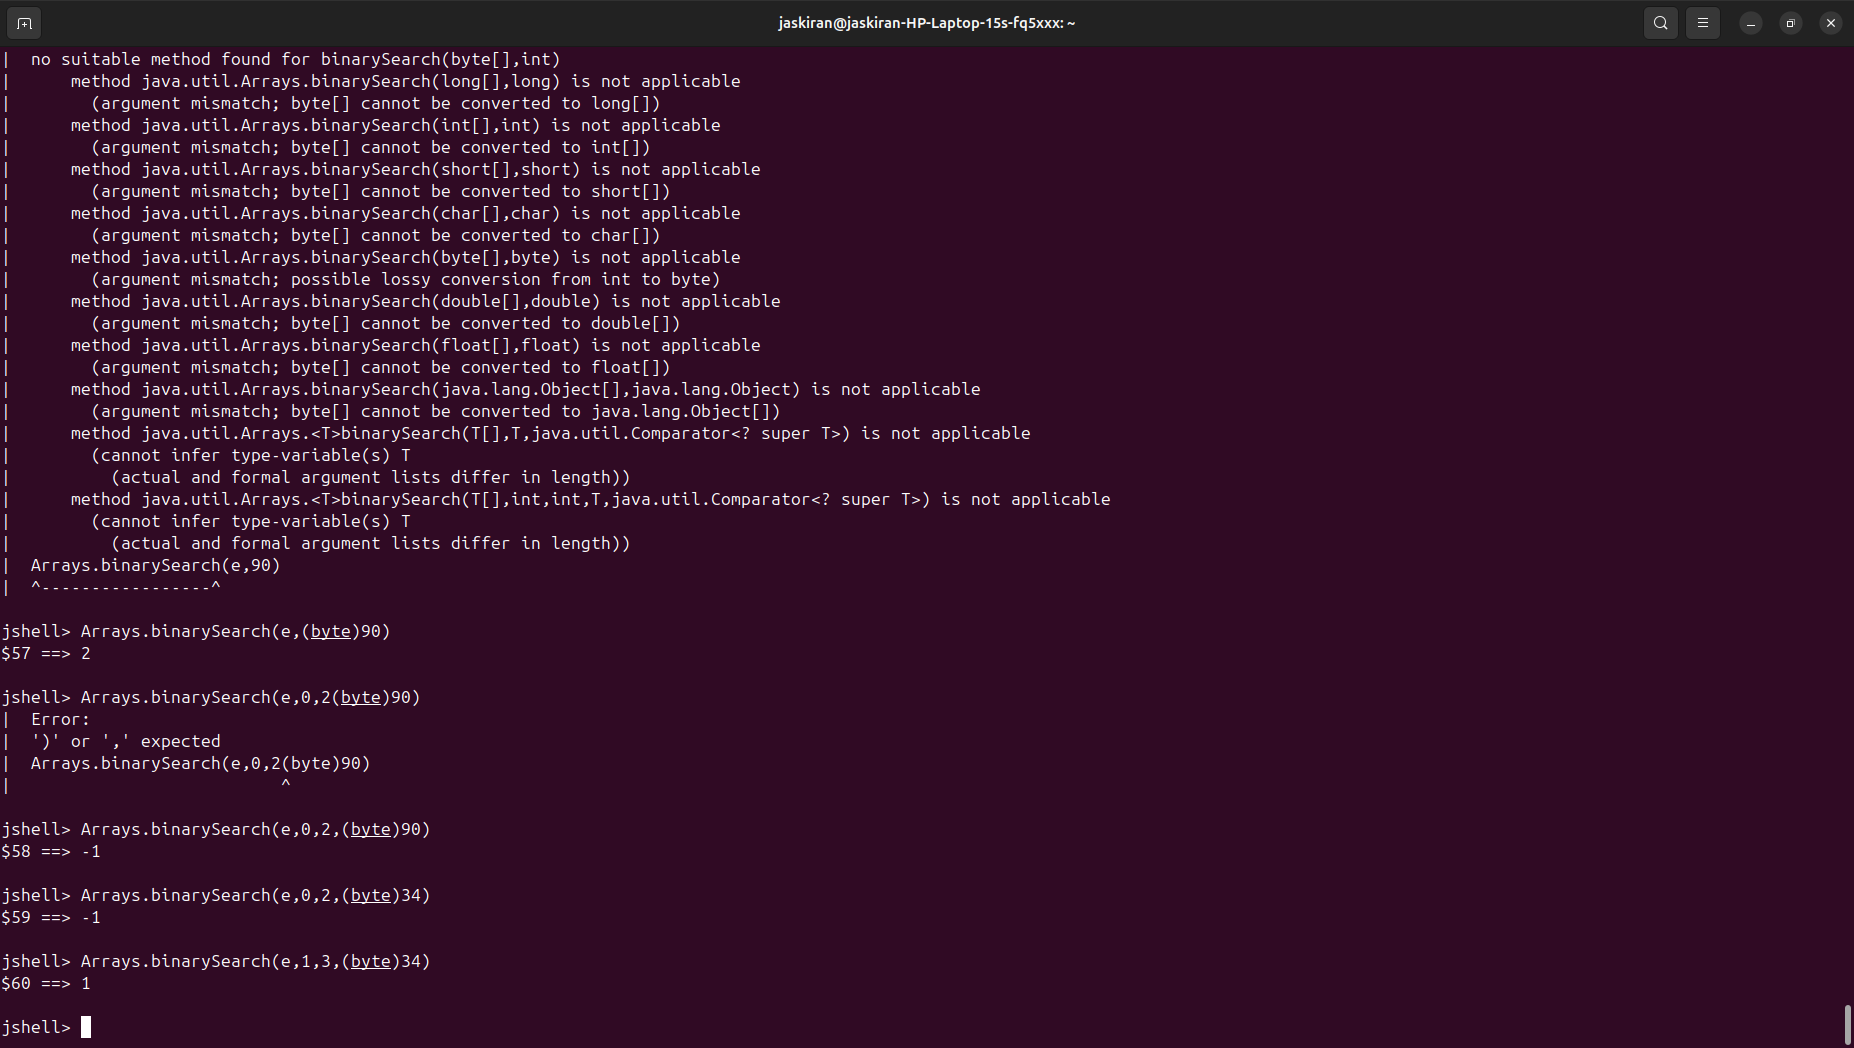 jaskiran@jaskiran-HP-Laptop-15s-fq5xxx: ~
|  no suitable method found for binarySearch(byte[],int)
|      method java.util.Arrays.binarySearch(long[],long) is not applicable
|        (argument mismatch; byte[] cannot be converted to long[])
|      method java.util.Arrays.binarySearch(int[],int) is not applicable
|        (argument mismatch; byte[] cannot be converted to int[])
|      method java.util.Arrays.binarySearch(short[],short) is not applicable
|        (argument mismatch; byte[] cannot be converted to short[])
|      method java.util.Arrays.binarySearch(char[],char) is not applicable
|        (argument mismatch; byte[] cannot be converted to char[])
|      method java.util.Arrays.binarySearch(byte[],byte) is not applicable
|        (argument mismatch; possible lossy conversion from int to byte)
|      method java.util.Arrays.binarySearch(double[],double) is not applicable
|        (argument mismatch; byte[] cannot be converted to double[])
|      method java.util.Arrays.binarySearch(float[],float) is not applicable
|        (argument mismatch; byte[] cannot be converted to float[])
|      method java.util.Arrays.binarySearch(java.lang.Object[],java.lang.Object) is not applicable
|        (argument mismatch; byte[] cannot be converted to java.lang.Object[])
|      method java.util.Arrays.<T>binarySearch(T[],T,java.util.Comparator<? super T>) is not applicable
|        (cannot infer type-variable(s) T
|          (actual and formal argument lists differ in length))
|      method java.util.Arrays.<T>binarySearch(T[],int,int,T,java.util.Comparator<? super T>) is not applicable
|        (cannot infer type-variable(s) T
|          (actual and formal argument lists differ in length))
|  Arrays.binarySearch(e,90)
|  ^-----------------^
jshell> Arrays.binarySearch(e,(byte)90)
$57 ==> 2
jshell> Arrays.binarySearch(e,0,2(byte)90)
|  Error:
|  ')' or ',' expected
|  Arrays.binarySearch(e,0,2(byte)90)
|                           ^
jshell> Arrays.binarySearch(e,0,2,(byte)90)
$58 ==> -1
jshell> Arrays.binarySearch(e,0,2,(byte)34)
$59 ==> -1
jshell> Arrays.binarySearch(e,1,3,(byte)34)
$60 ==> 1
jshell>